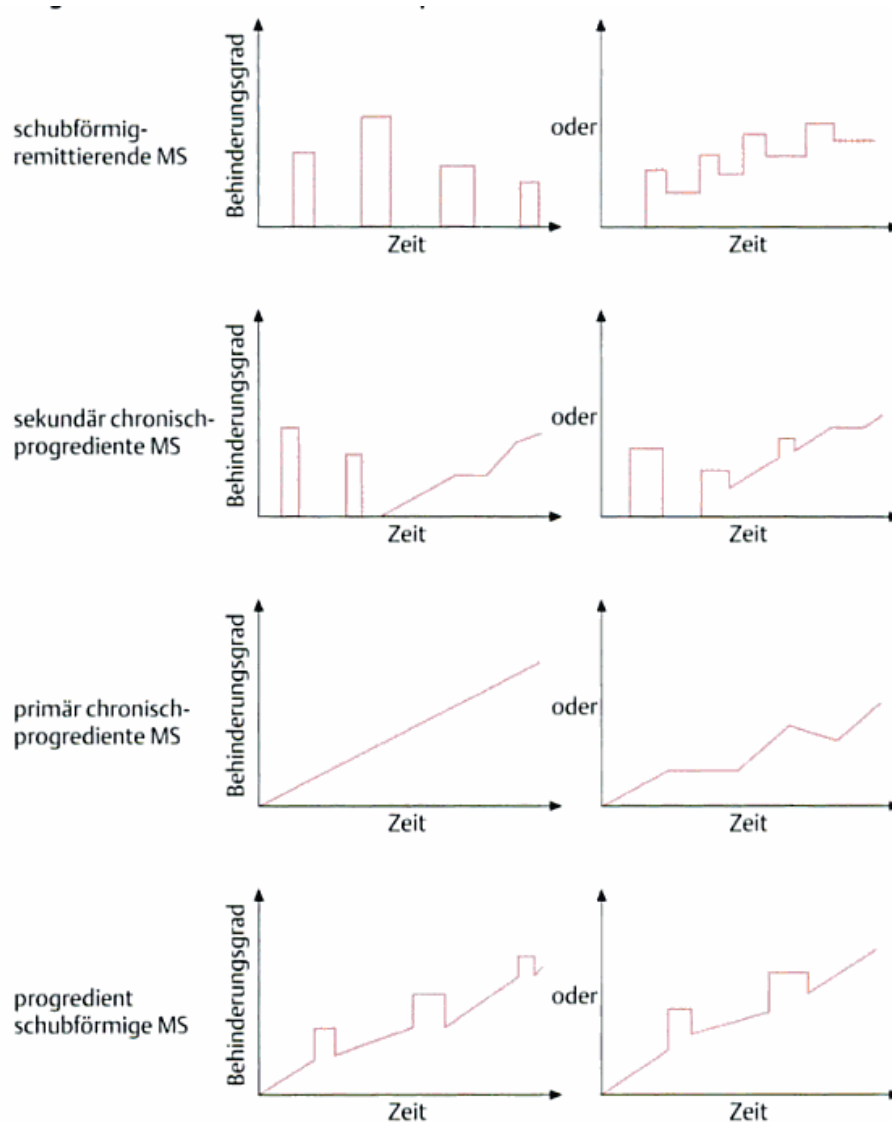 schubförmig-
remittierende MS
Behinderungsgrad
Zeit
oder
Zeit
sekundär chronisch-
progrediente MS
Behinderungsgrad
Zeit
oder
Zeit
primär chronisch-
progrediente MS
Behinderungsgrad
Zeit
oder
Zeit
progredient
schubförmige MS
Behinderungsgrad
Zeit
oder
Zeit